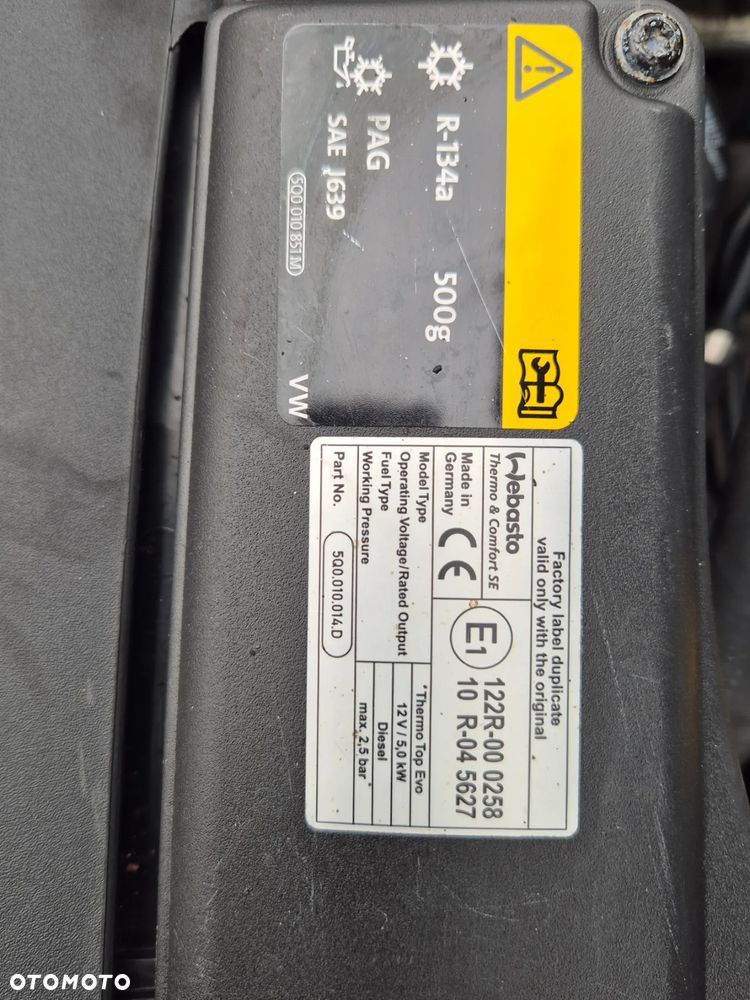 R-134a 500g
PAG
SAE J639
5Q0 010 851 M
VW
Factory label duplicate
valid only with the original
Webasto
Thermo & Comfort SE
Made in
Germany
CE
E1
122R-00 0258
10 R-04 5627
Model Type "Thermo Top Evo
Operating Voltage/Rated Output 12 V / 5,0 kW
Fuel Type Diesel
Working Pressure max. 2,5 bar"
Part No. 5Q0.010.014.D
OTOMOTO